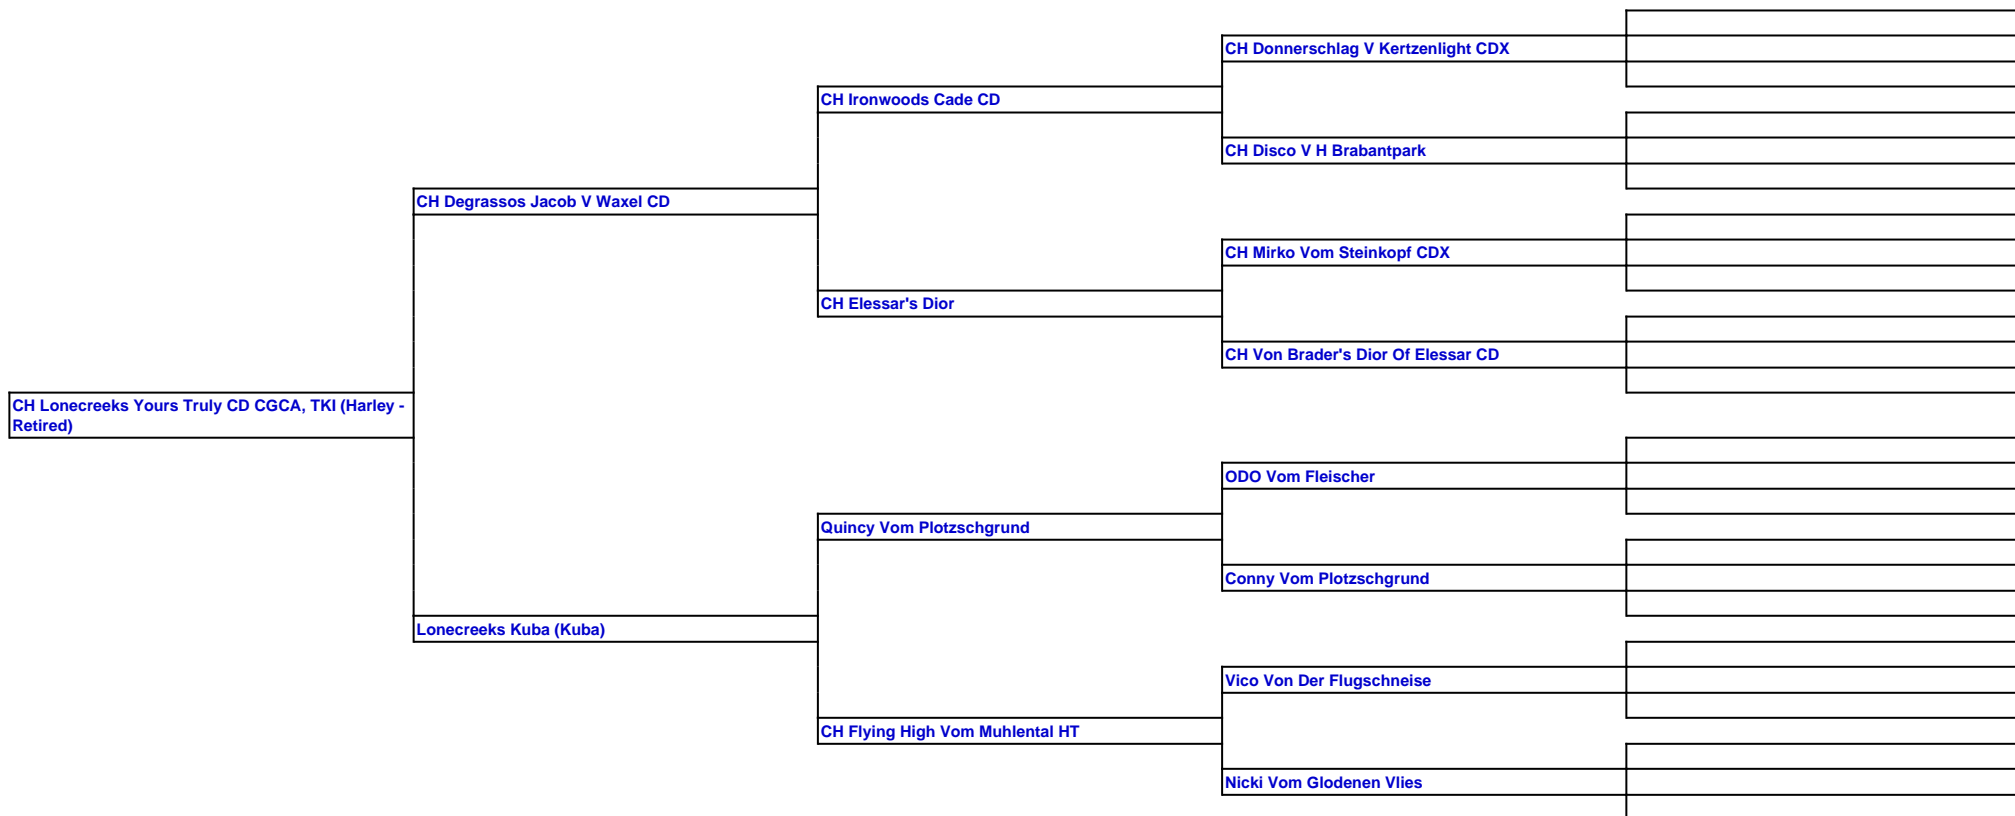 CH Donnerschlag V Kertzenlight CDX
CH Ironwoods Cade CD
CH Disco V H Brabantpark
CH Degrassos Jacob V Waxel CD
CH Mirko Vom Steinkopf CDX
CH Elessar's Dior
CH Von Brader's Dior Of Elessar CD
CH Lonecreeks Yours Truly CD CGCA, TKI (Harley -
Retired)
ODO Vom Fleischer
Quincy Vom Plotzschgrund
Conny Vom Plotzschgrund
Lonecreeks Kuba (Kuba)
Vico Von Der Flugschneise
CH Flying High Vom Muhlental HT
Nicki Vom Glodenen Vlies